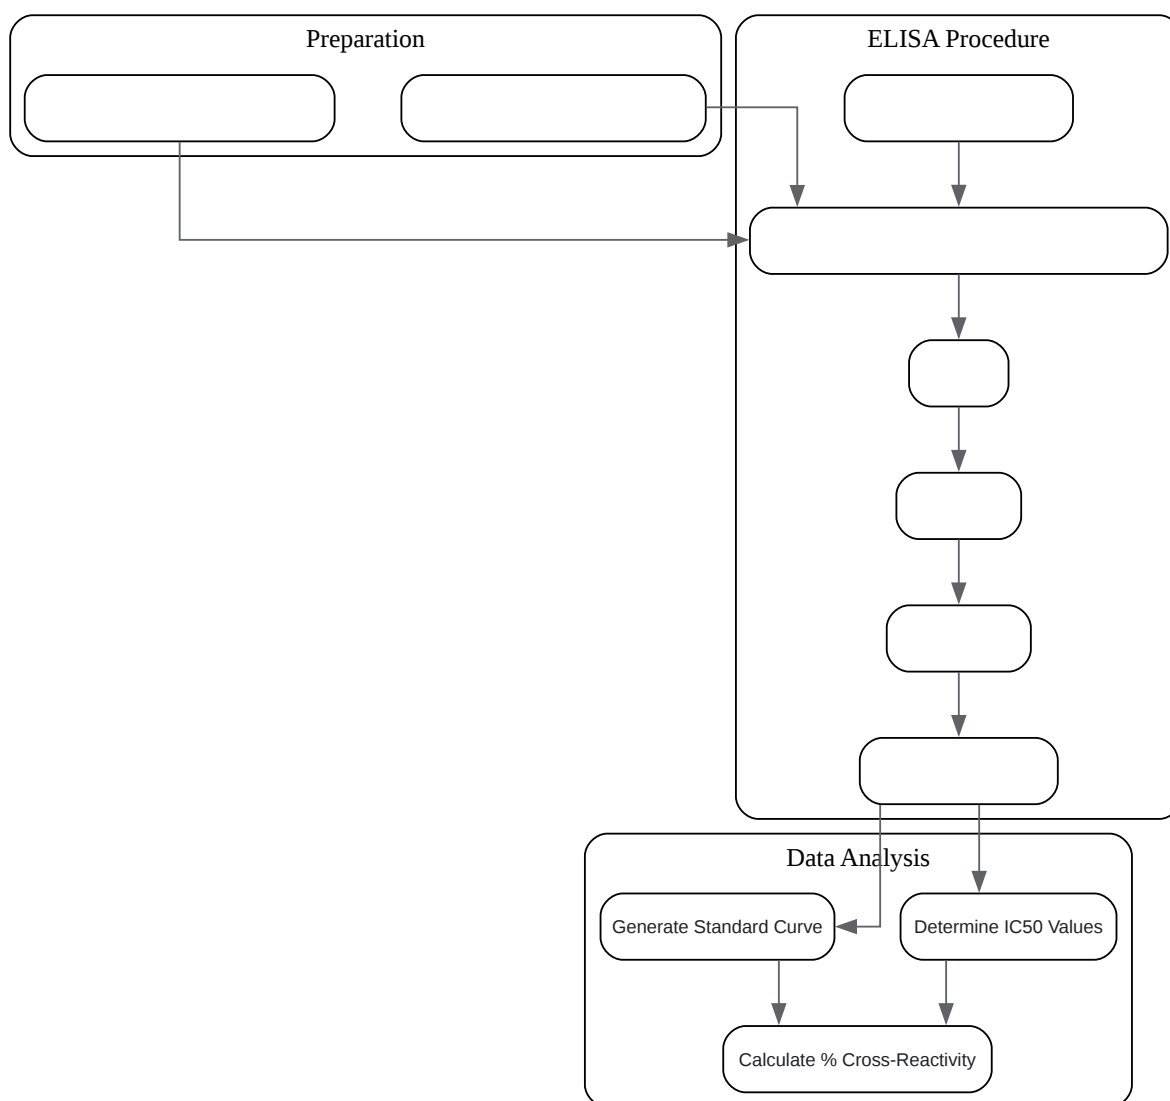 Preparation
ELISA Procedure
Data Analysis
Generate Standard Curve
Determine IC50 Values
Calculate % Cross-Reactivity